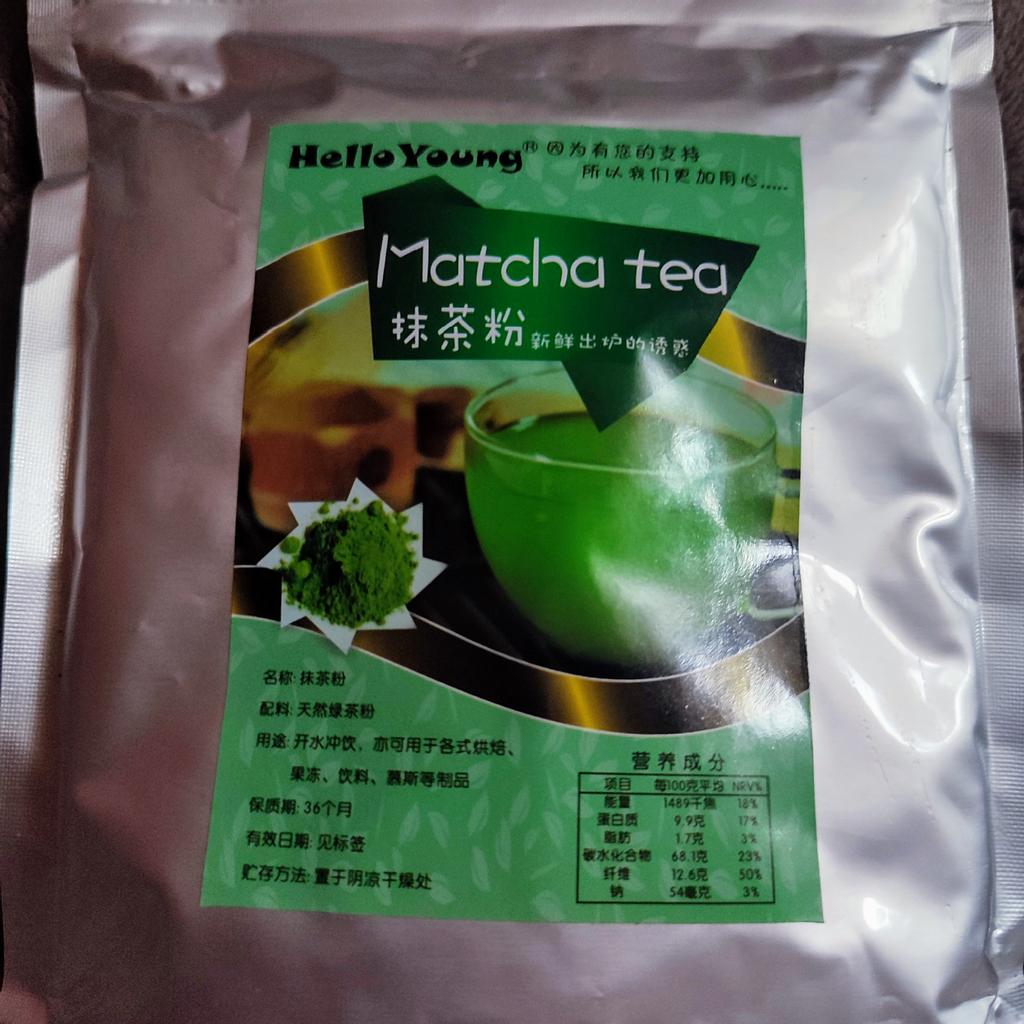 Hello Young® 因为有您的支持
所以我们更加用心.....
Matcha tea
抹茶粉 新鲜出炉的诱惑
名称: 抹茶粉
配料: 天然绿茶粉
用途: 开水冲饮，亦可用于各式烘焙、
果冻、饮料、慕斯等制品
保质期: 36个月
有效日期: 见标签
贮存方法: 置于阴凉干燥处
营养成分
项目 每100克平均 NRV%
能量 1489千焦 18%
蛋白质 9.9克 17%
脂肪 1.7克 3%
碳水化合物 68.1克 23%
纤维 12.6克 50%
钠 54毫克 3%